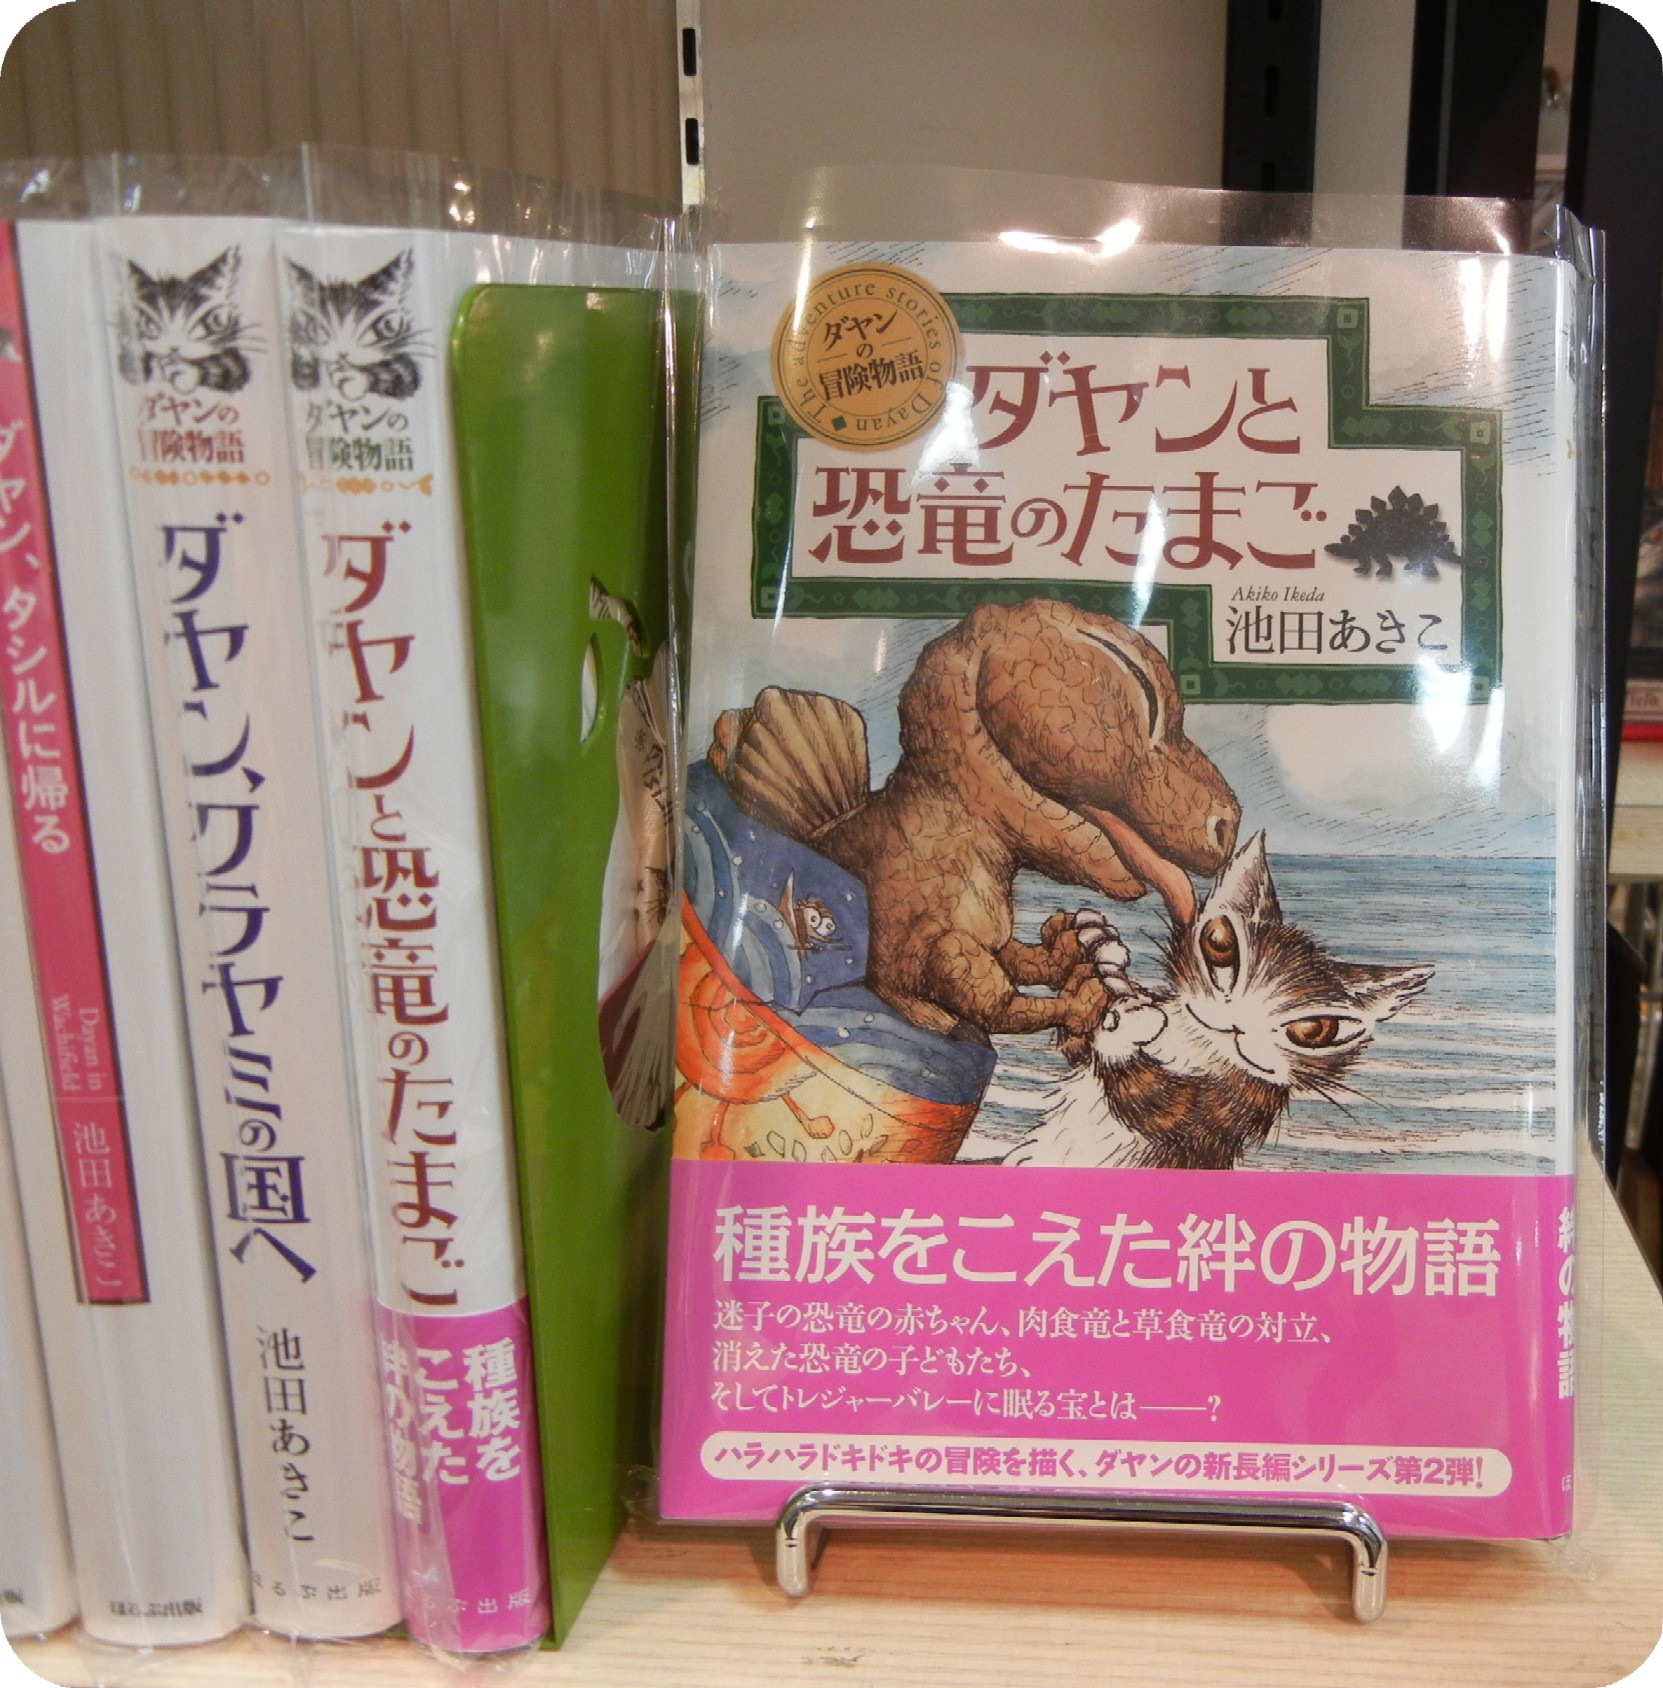 ダヤン、タシルに帰る
Dayan in
Wachifield
池田あきこ
ほるぷ出版
ダヤンの
冒険物語
ダヤン、クラヤミの国へ
池田あきこ
ほるぷ出版
ダヤンの
冒険物語
ダヤンと恐竜のたまご
種族を
こえた
絆の物語
ほるぷ出版
The adventure stories of Dayan
ダヤン
の
冒険物語
ダヤンと
恐竜のたまご
Akiko Ikeda
池田あきこ
種族をこえた絆の物語
迷子の恐竜の赤ちゃん、肉食竜と草食竜の対立、
消えた恐竜の子どもたち、
そしてトレジャーバレーに眠る宝とは——?
ハラハラドキドキの冒険を描く、ダヤンの新長編シリーズ第2弾!
絆の物語
ほ